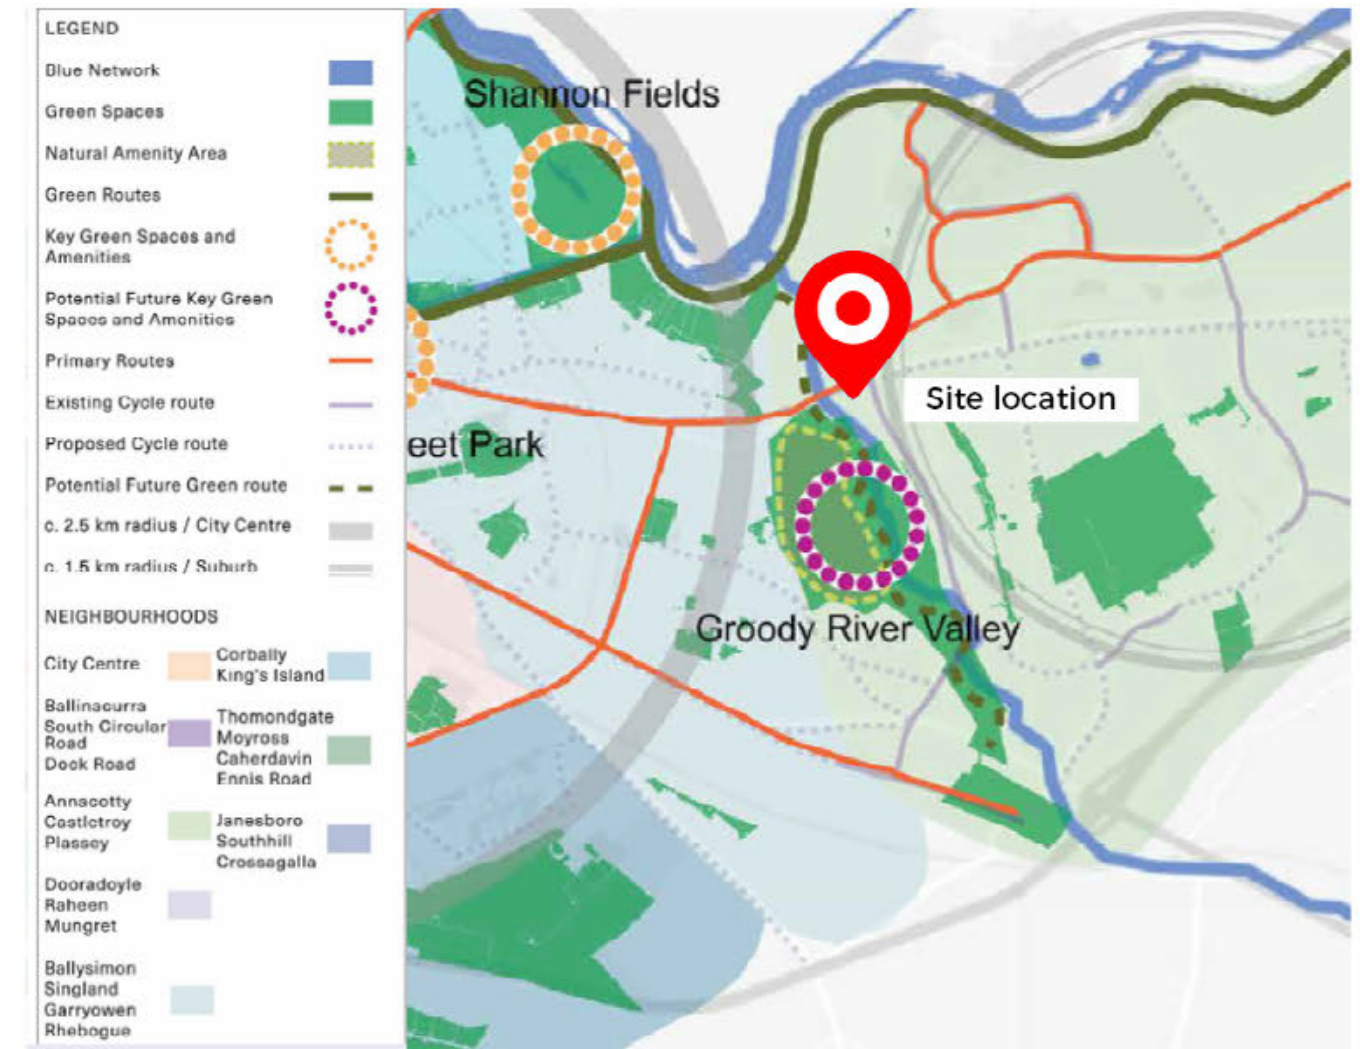 LEGEND
Blue Network
Green Spaces
Natural Amenity Area
Green Routes
Key Green Spaces and
Amenities
Potential Future Key Green
Spaces and Amenities
Primary Routes
Existing Cycle route
Proposed Cycle route
Potential Future Green route
c. 2.5 km radius / City Centre
c. 1.5 km radius / Suburb
NEIGHBOURHOODS
City Centre
Corbally
King's Island
Ballinacurra
South Circular
Road
Dock Road
Thomondgate
Moyross
Caherdavin
Ennis Road
Annacotty
Castletroy
Plassey
Janesboro
Southhill
Crossagalla
Dooradoyle
Raheen
Mungret
Ballysimon
Singland
Garryowen
Rhebogue
Shannon Fields
Site location
eet Park
Groody River Valley